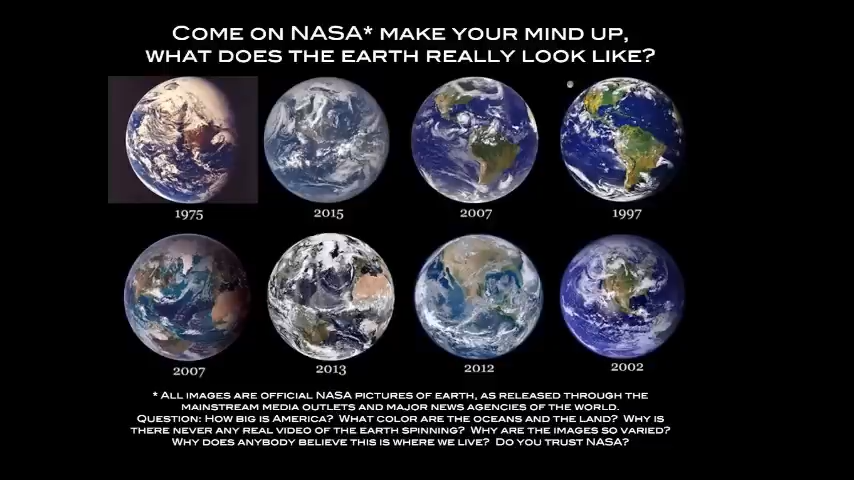 Come on NASA* make your mind up,
what does the earth really look like?
1975
2015
2007
1997
2007
2013
2012
2002
* All images are official NASA pictures of earth, as released through the
mainstream media outlets and major news agencies of the world.
Question: How big is America? What color are the oceans and the land? Why is
there never any real video of the earth spinning? Why are the images so varied?
Why does anybody believe this is where we live? Do you trust NASA?